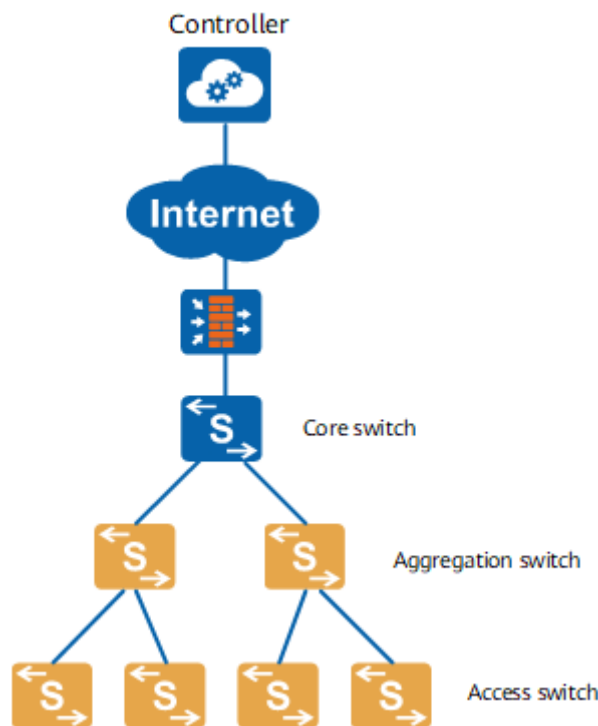 Controller
Internet
S
Core switch
S
S
Aggregation switch
S
S
S
S
Access switch